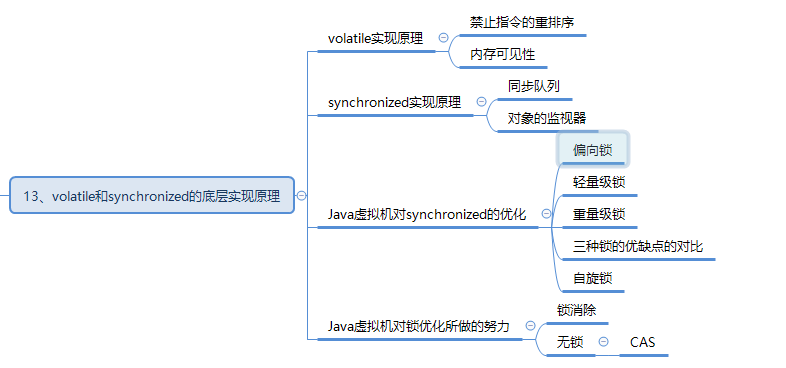 13、volatile和synchronized的底层实现原理
volatile实现原理
禁止指令的重排序
内存可见性
synchronized实现原理
同步队列
对象的监视器
Java虚拟机对synchronized的优化
偏向锁
轻量级锁
重量级锁
三种锁的优缺点的对比
自旋锁
Java虚拟机对锁优化所做的努力
锁消除
无锁
CAS